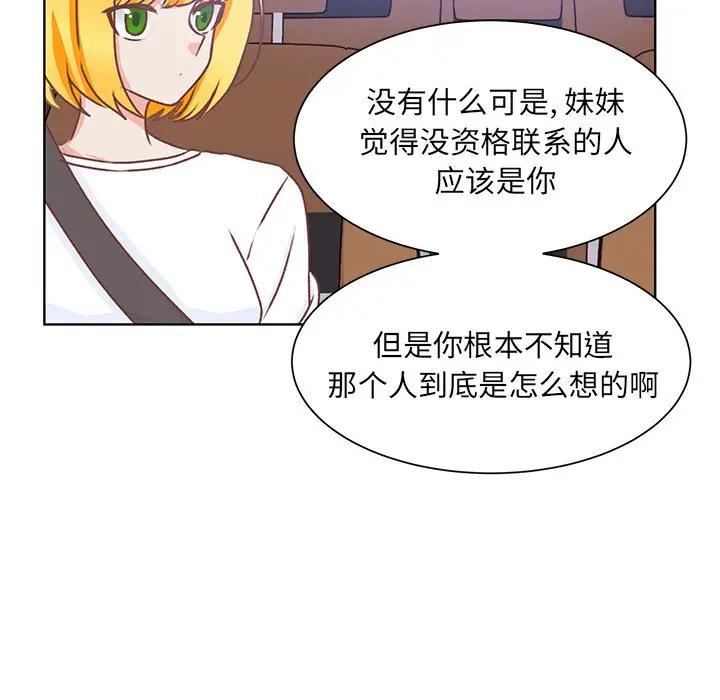 没有什么可是, 妹妹
觉得没资格联系的人
应该是你
但是你根本不知道
那个人到底是怎么想的啊